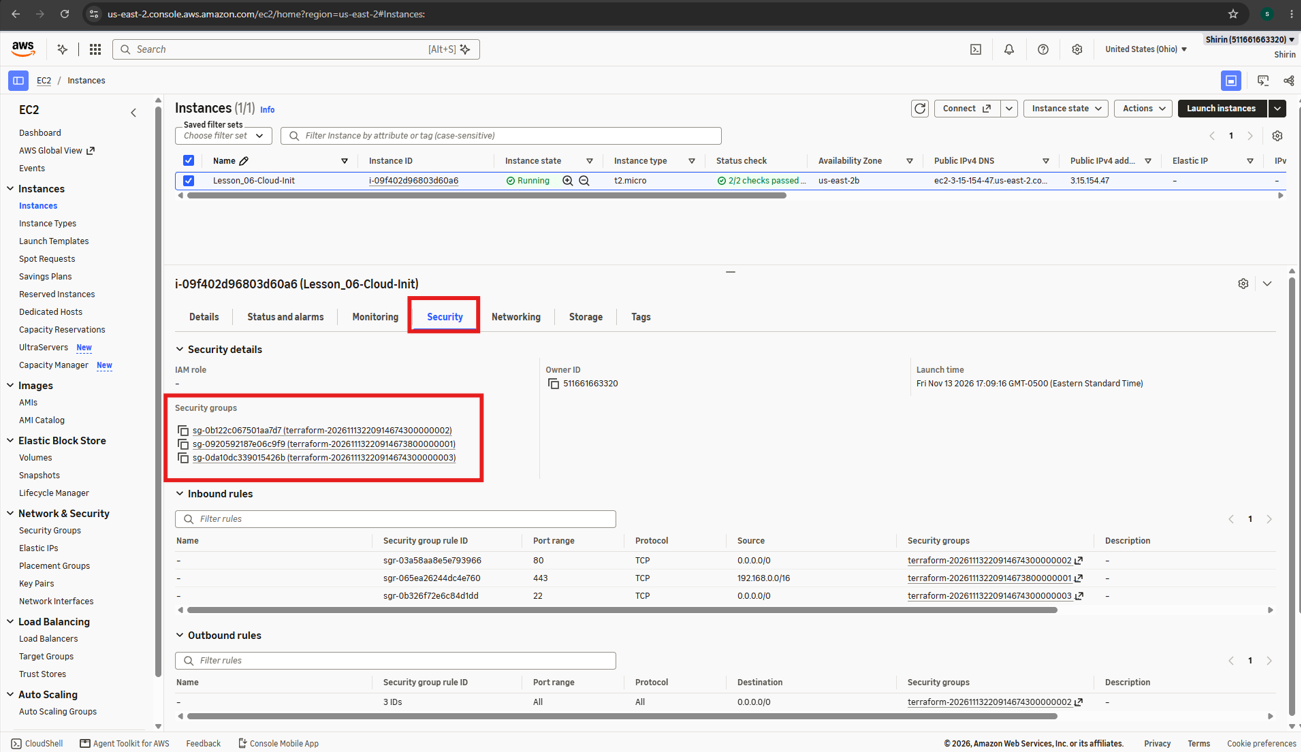 us-east-2.console.aws.amazon.com/ec2/home?region=us-east-2#Instances:
S
aws
Search
[Alt+S]
United States (Ohio)
Shirin (511661663320)
Shirin
EC2 / Instances
EC2
Dashboard
AWS Global View
Events
Instances
Instances
Instance Types
Launch Templates
Spot Requests
Savings Plans
Reserved Instances
Dedicated Hosts
Capacity Reservations
UltraServers New
Capacity Manager New
Images
AMIs
AMI Catalog
Elastic Block Store
Volumes
Snapshots
Lifecycle Manager
Network & Security
Security Groups
Elastic IPs
Placement Groups
Key Pairs
Network Interfaces
Load Balancing
Load Balancers
Target Groups
Trust Stores
Auto Scaling
Auto Scaling Groups
Instances (1/1) Info
Connect
Instance state
Actions
Launch instances
Saved filter sets
Choose filter set
Filter Instance by attribute or tag (case-sensitive)
1
Name Instance ID Instance state Instance type Status check Availability Zone Public IPv4 DNS Public IPv4 add... Elastic IP IPv
Lesson_06-Cloud-Init i-09f402d96803d60a6 Running t2.micro 2/2 checks passed ... us-east-2b ec2-3-15-154-47.us-east-2.co... 3.15.154.47 – –
i-09f402d96803d60a6 (Lesson_06-Cloud-Init)
Details Status and alarms Monitoring Security Networking Storage Tags
Security details
IAM role
–
Owner ID
511661663320
Launch time
Fri Nov 13 2026 17:09:16 GMT-0500 (Eastern Standard Time)
Security groups
sg-0b122c067501aa7d7 (terraform-20261113220914674300000002)
sg-0920592187e06c9f9 (terraform-20261113220914673800000001)
sg-0da10dc339015426b (terraform-20261113220914674300000003)
Inbound rules
Filter rules
1
Name Security group rule ID Port range Protocol Source Security groups Description
– sgr-03a58aa8e5e793966 80 TCP 0.0.0.0/0 terraform-20261113220914674300000002 –
– sgr-065ea26244dc4e760 443 TCP 192.168.0.0/16 terraform-20261113220914673800000001 –
– sgr-0b326f72e6c84d1dd 22 TCP 0.0.0.0/0 terraform-20261113220914674300000003 –
Outbound rules
Filter rules
1
Name Security group rule ID Port range Protocol Destination Security groups Description
– 3 IDs All All 0.0.0.0/0 terraform-20261113220914674300000002 –
CloudShell Agent Toolkit for AWS Feedback Console Mobile App
© 2026, Amazon Web Services, Inc. or its affiliates. Privacy Terms Cookie preferences